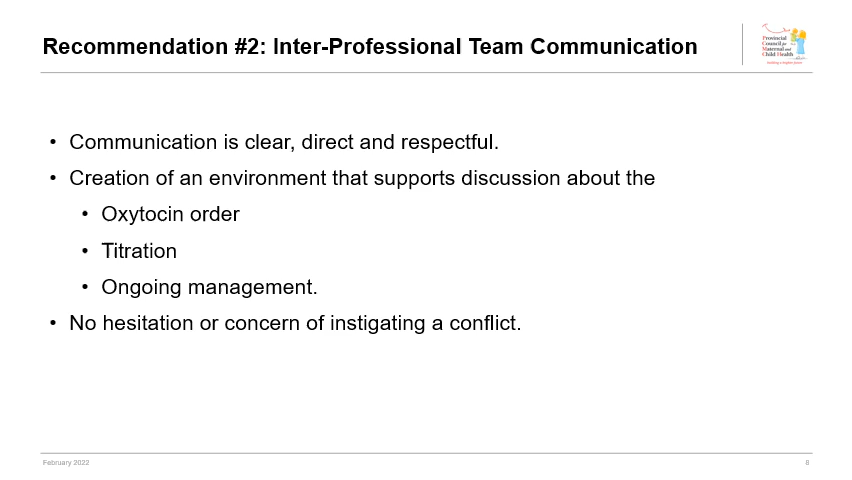 Recommendation #2: Inter-Professional Team Communication
Provincial
Council for
Maternal and
Child Health
• Communication is clear, direct and respectful.
• Creation of an environment that supports discussion about the
• Oxytocin order
• Titration
• Ongoing management.
• No hesitation or concern of instigating a conflict.
February 2022
8